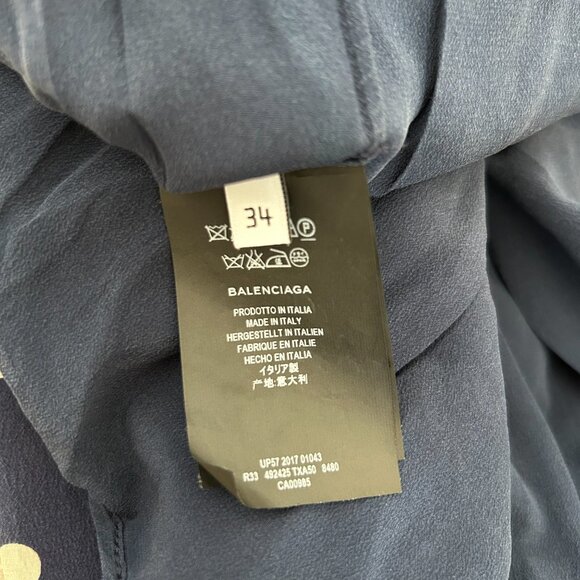 34
P
BALENCIAGA
PRODOTTO IN ITALIA
MADE IN ITALY
HERGESTELLT IN ITALIEN
FABRIQUE EN ITALIE
HECHO EN ITALIA
イタリア製
产地:意大利
UP57 2017 01043
R33 492425 TXA50 8480
CA00985